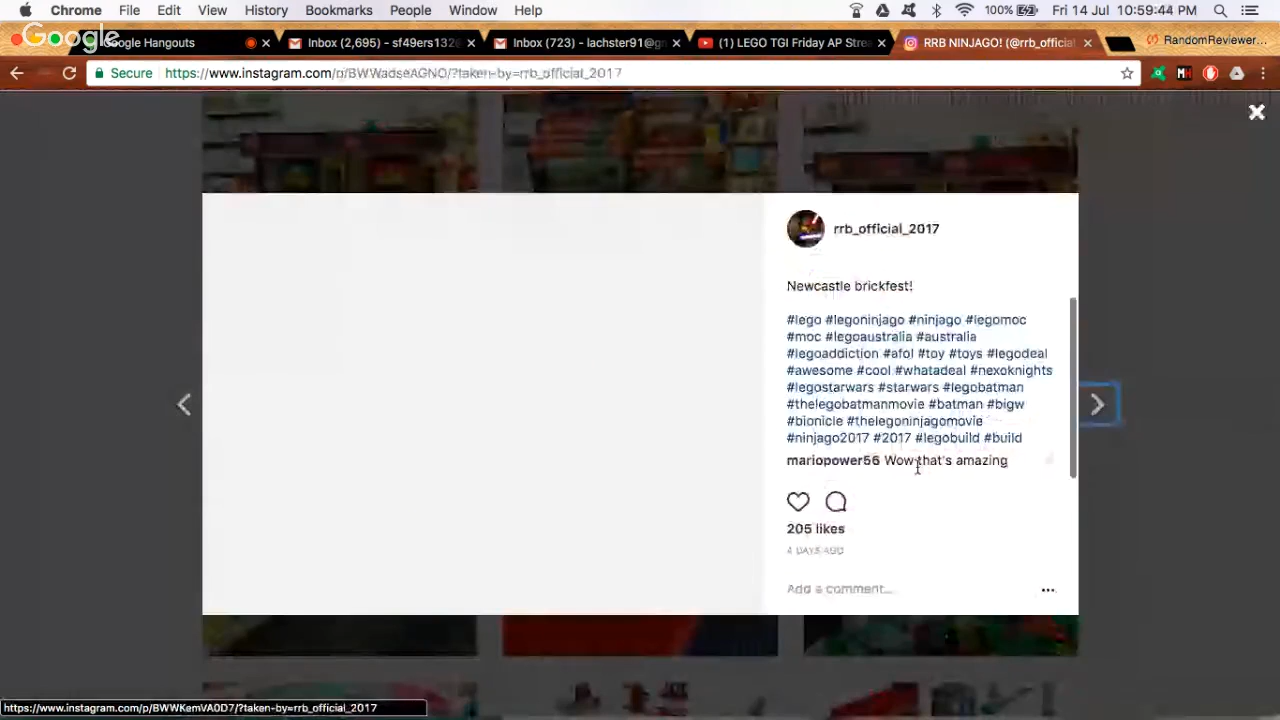 Chrome File Edit View History Bookmarks People Window Help 100% Fri 14 Jul 10:59:44 PM
Google
Google Hangouts Inbox (2,695) - sf49ers132 Inbox (723) - lachster91@gm (1) LEGO TGI Friday AP Strea RRB NINJAGO! (@rrb_official RandomReviewer...
Secure https://www.instagram.com/p/BWWadseAGNO/?taken-by=rrb_official_2017
rrb_official_2017
Newcastle brickfest!
#lego #legoninjago #ninjago #legomoc
#moc #legoaustralia #australia
#legoaddiction #afol #toy #toys #legodeal
#awesome #cool #whatadeal #nexoknights
#legostarwars #starwars #legobatman
#thelegobatmanmovie #batman #bigw
#bionicle #thelegoninjagomovie
#ninjago2017 #2017 #legobuild #build
mariopower56 Wow that's amazing
205 likes
4 DAYS AGO
Add a comment...
https://www.instagram.com/p/BWWKemVA0D7/?taken-by=rrb_official_2017